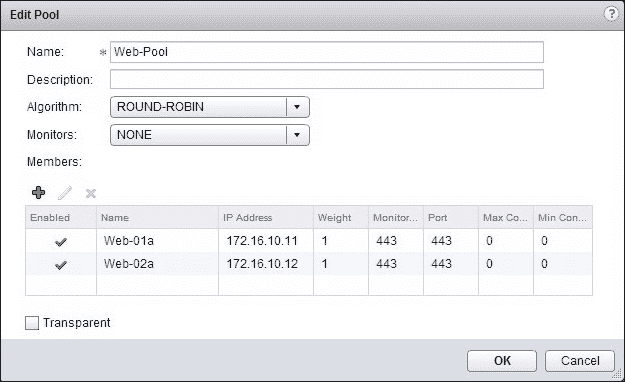 Edit Pool ?
Name: * Web-Pool
Description:
Algorithm: ROUND-ROBIN
Monitors: NONE
Members:
Enabled Name IP Address Weight Monitor... Port Max Co... Min Con...
Web-01a 172.16.10.11 1 443 443 0 0
Web-02a 172.16.10.12 1 443 443 0 0
Transparent
OK Cancel